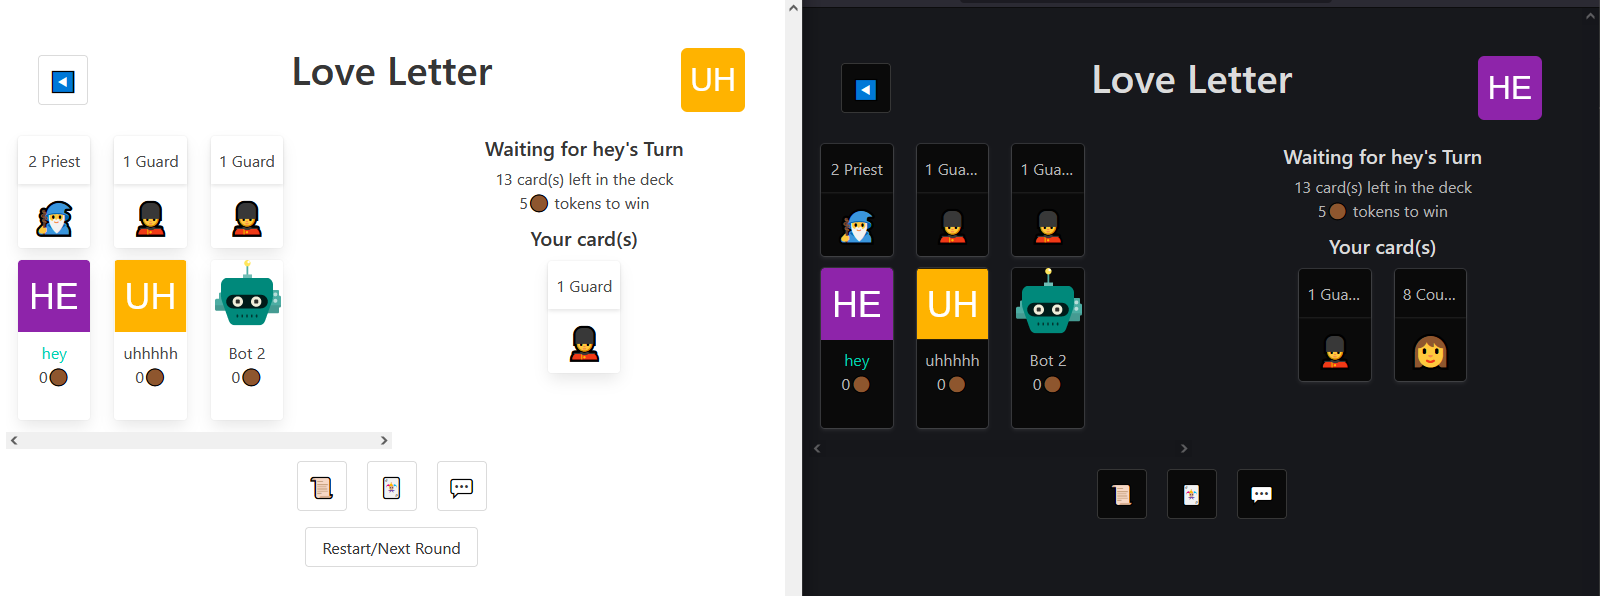 Love Letter
UH
2 Priest
1 Guard
1 Guard
HE
UH
hey
uhhhhh
Bot 2
0
0
0
Waiting for hey's Turn
13 card(s) left in the deck
5 tokens to win
Your card(s)
1 Guard
Restart/Next Round
Love Letter
HE
2 Priest
1 Gua...
1 Gua...
HE
UH
hey
uhhhhh
Bot 2
0
0
0
Waiting for hey's Turn
13 card(s) left in the deck
5 tokens to win
Your card(s)
1 Gua...
8 Cou...